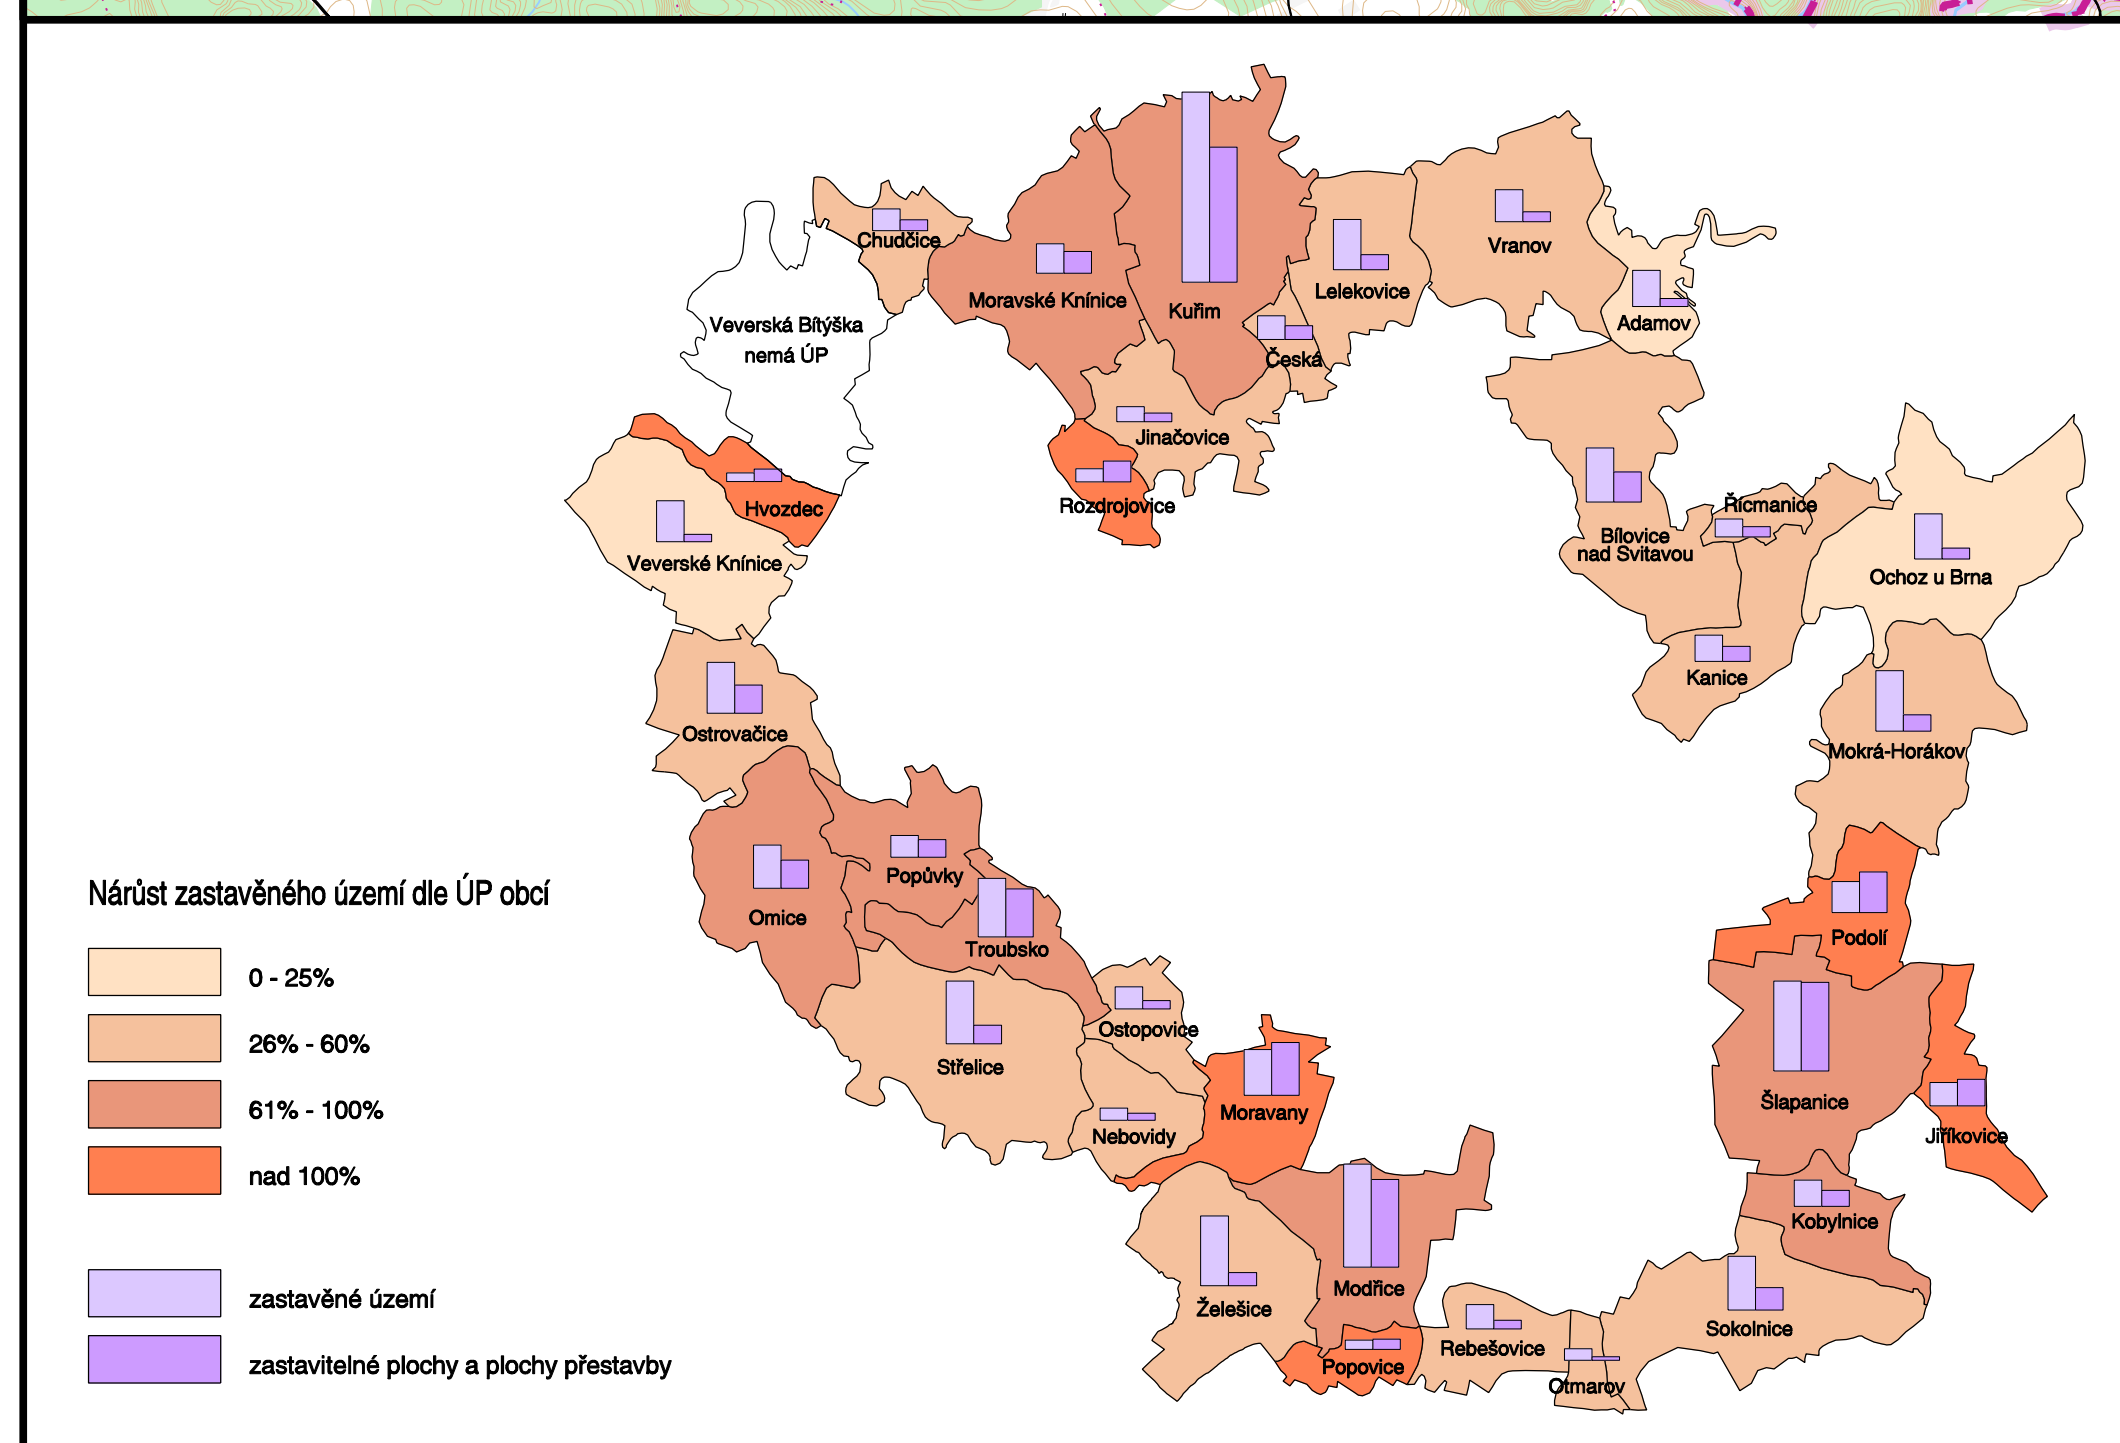 Chudčice
Vranov
Lelekovice
Moravské Knínice
Kuřim
Adamov
Veverská Bítýška
nemá ÚP
Česká
Jinačovice
Rozdrojovice
Hvozdec
Veverské Knínice
Řícmanice
Bílovice
nad Svitavou
Ochoz u Brna
Kanice
Ostrovačice
Mokrá-Horákov
Popůvky
Omice
Troubsko
Podolí
Ostopovice
Střelice
Moravany
Nebovidy
Šlapanice
Jiříkovice
Kobylnice
Modřice
Želešice
Sokolnice
Rebešovice
Popovice
Otmarov
Nárůst zastavěného území dle ÚP obcí
0 - 25%
26% - 60%
61% - 100%
nad 100%
zastavěné území
zastavitelné plochy a plochy přestavby